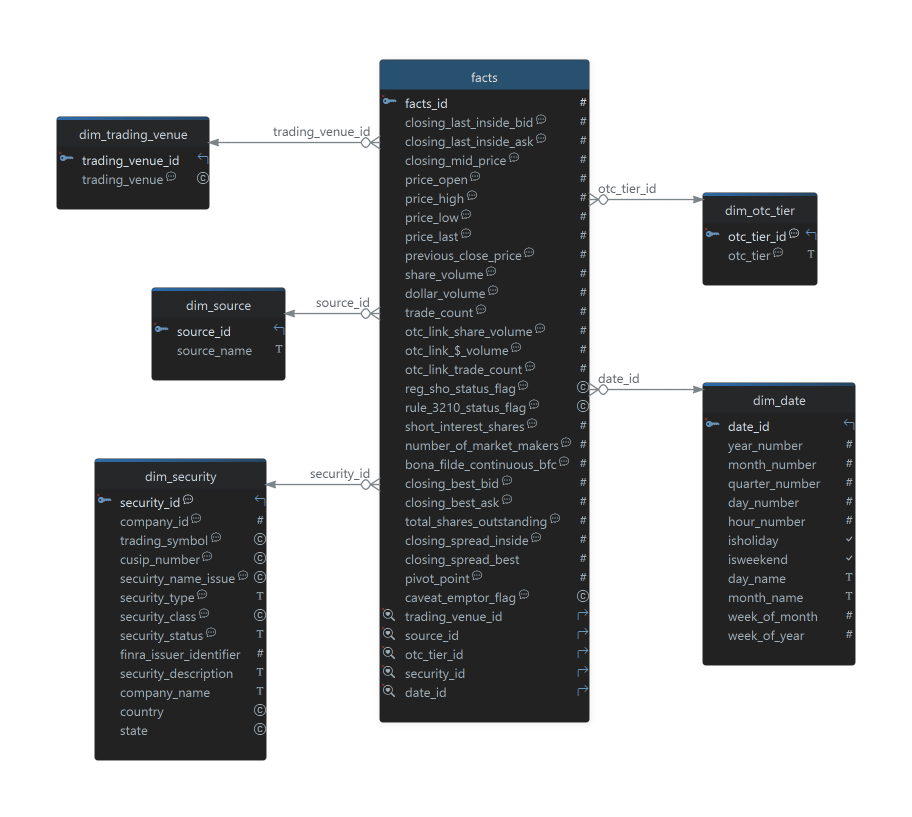 facts
facts_id #
closing_last_inside_bid #
closing_last_inside_ask #
closing_mid_price #
price_open #
price_high #
price_low #
price_last #
previous_close_price #
share_volume #
dollar_volume #
trade_count #
otc_link_share_volume #
otc_link_$_volume #
otc_link_trade_count #
reg_sho_status_flag C
rule_3210_status_flag C
short_interest_shares #
number_of_market_makers #
bona_filde_continuous_bfc #
closing_best_bid #
closing_best_ask #
total_shares_outstanding #
closing_spread_inside #
closing_spread_best #
pivot_point #
caveat_emptor_flag C
trading_venue_id
source_id
otc_tier_id
security_id
date_id
trading_venue_id
dim_trading_venue
trading_venue_id
trading_venue C
source_id
dim_source
source_id
source_name T
security_id
dim_security
security_id
company_id #
trading_symbol C
cusip_number C
secuirty_name_issue C
security_type T
security_class C
security_status T
finra_issuer_identifier #
security_description T
company_name T
country C
state C
otc_tier_id
dim_otc_tier
otc_tier_id
otc_tier T
date_id
dim_date
date_id
year_number #
month_number #
quarter_number #
day_number #
hour_number #
isholiday
isweekend
day_name T
month_name T
week_of_month #
week_of_year #